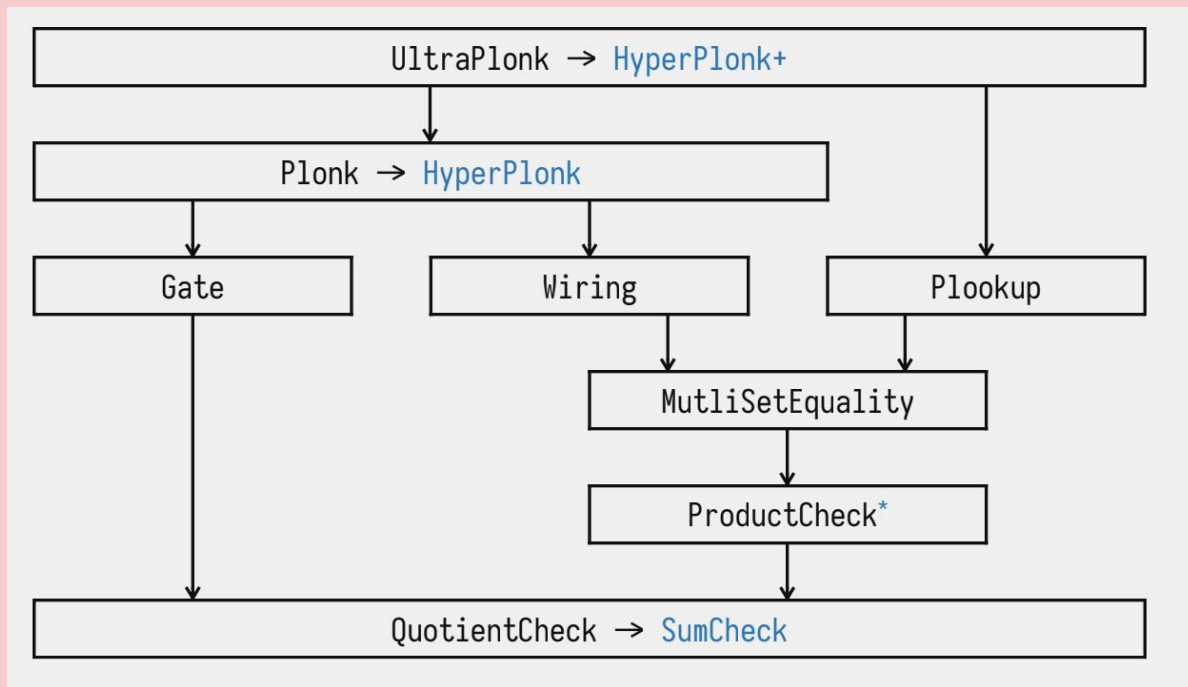 UltraPlonk → HyperPlonk+
Plonk → HyperPlonk
Gate
Wiring
Plookup
MutliSetEquality
ProductCheck*
QuotientCheck → SumCheck